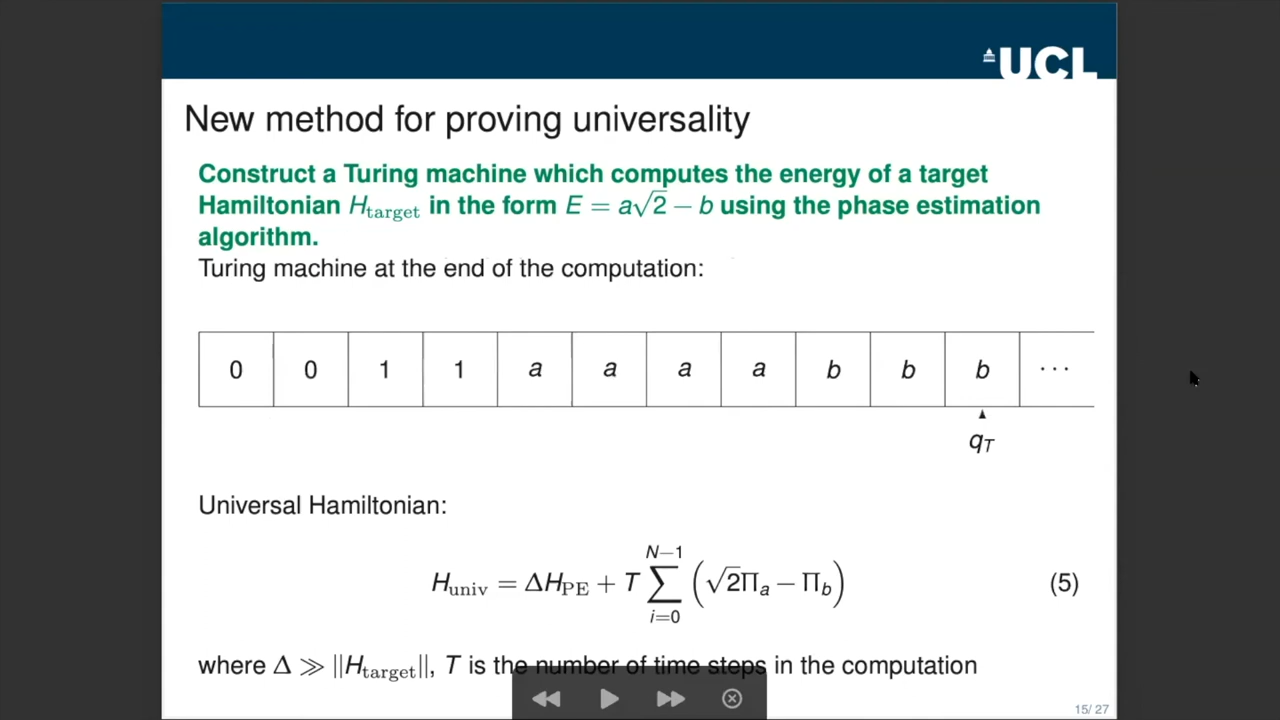 UCL
New method for proving universality
Construct a Turing machine which computes the energy of a target
Hamiltonian H_target in the form E = a√2 − b using the phase estimation
algorithm.
Turing machine at the end of the computation:
0 0 1 1 a a a a b b b ···
q_T
Universal Hamiltonian:
H_univ = ΔH_PE + T ∑_{i=0}^{N−1} (√2Π_a − Π_b) (5)
where Δ ≫ ||H_target||, T is the number of time steps in the computation
15/ 27